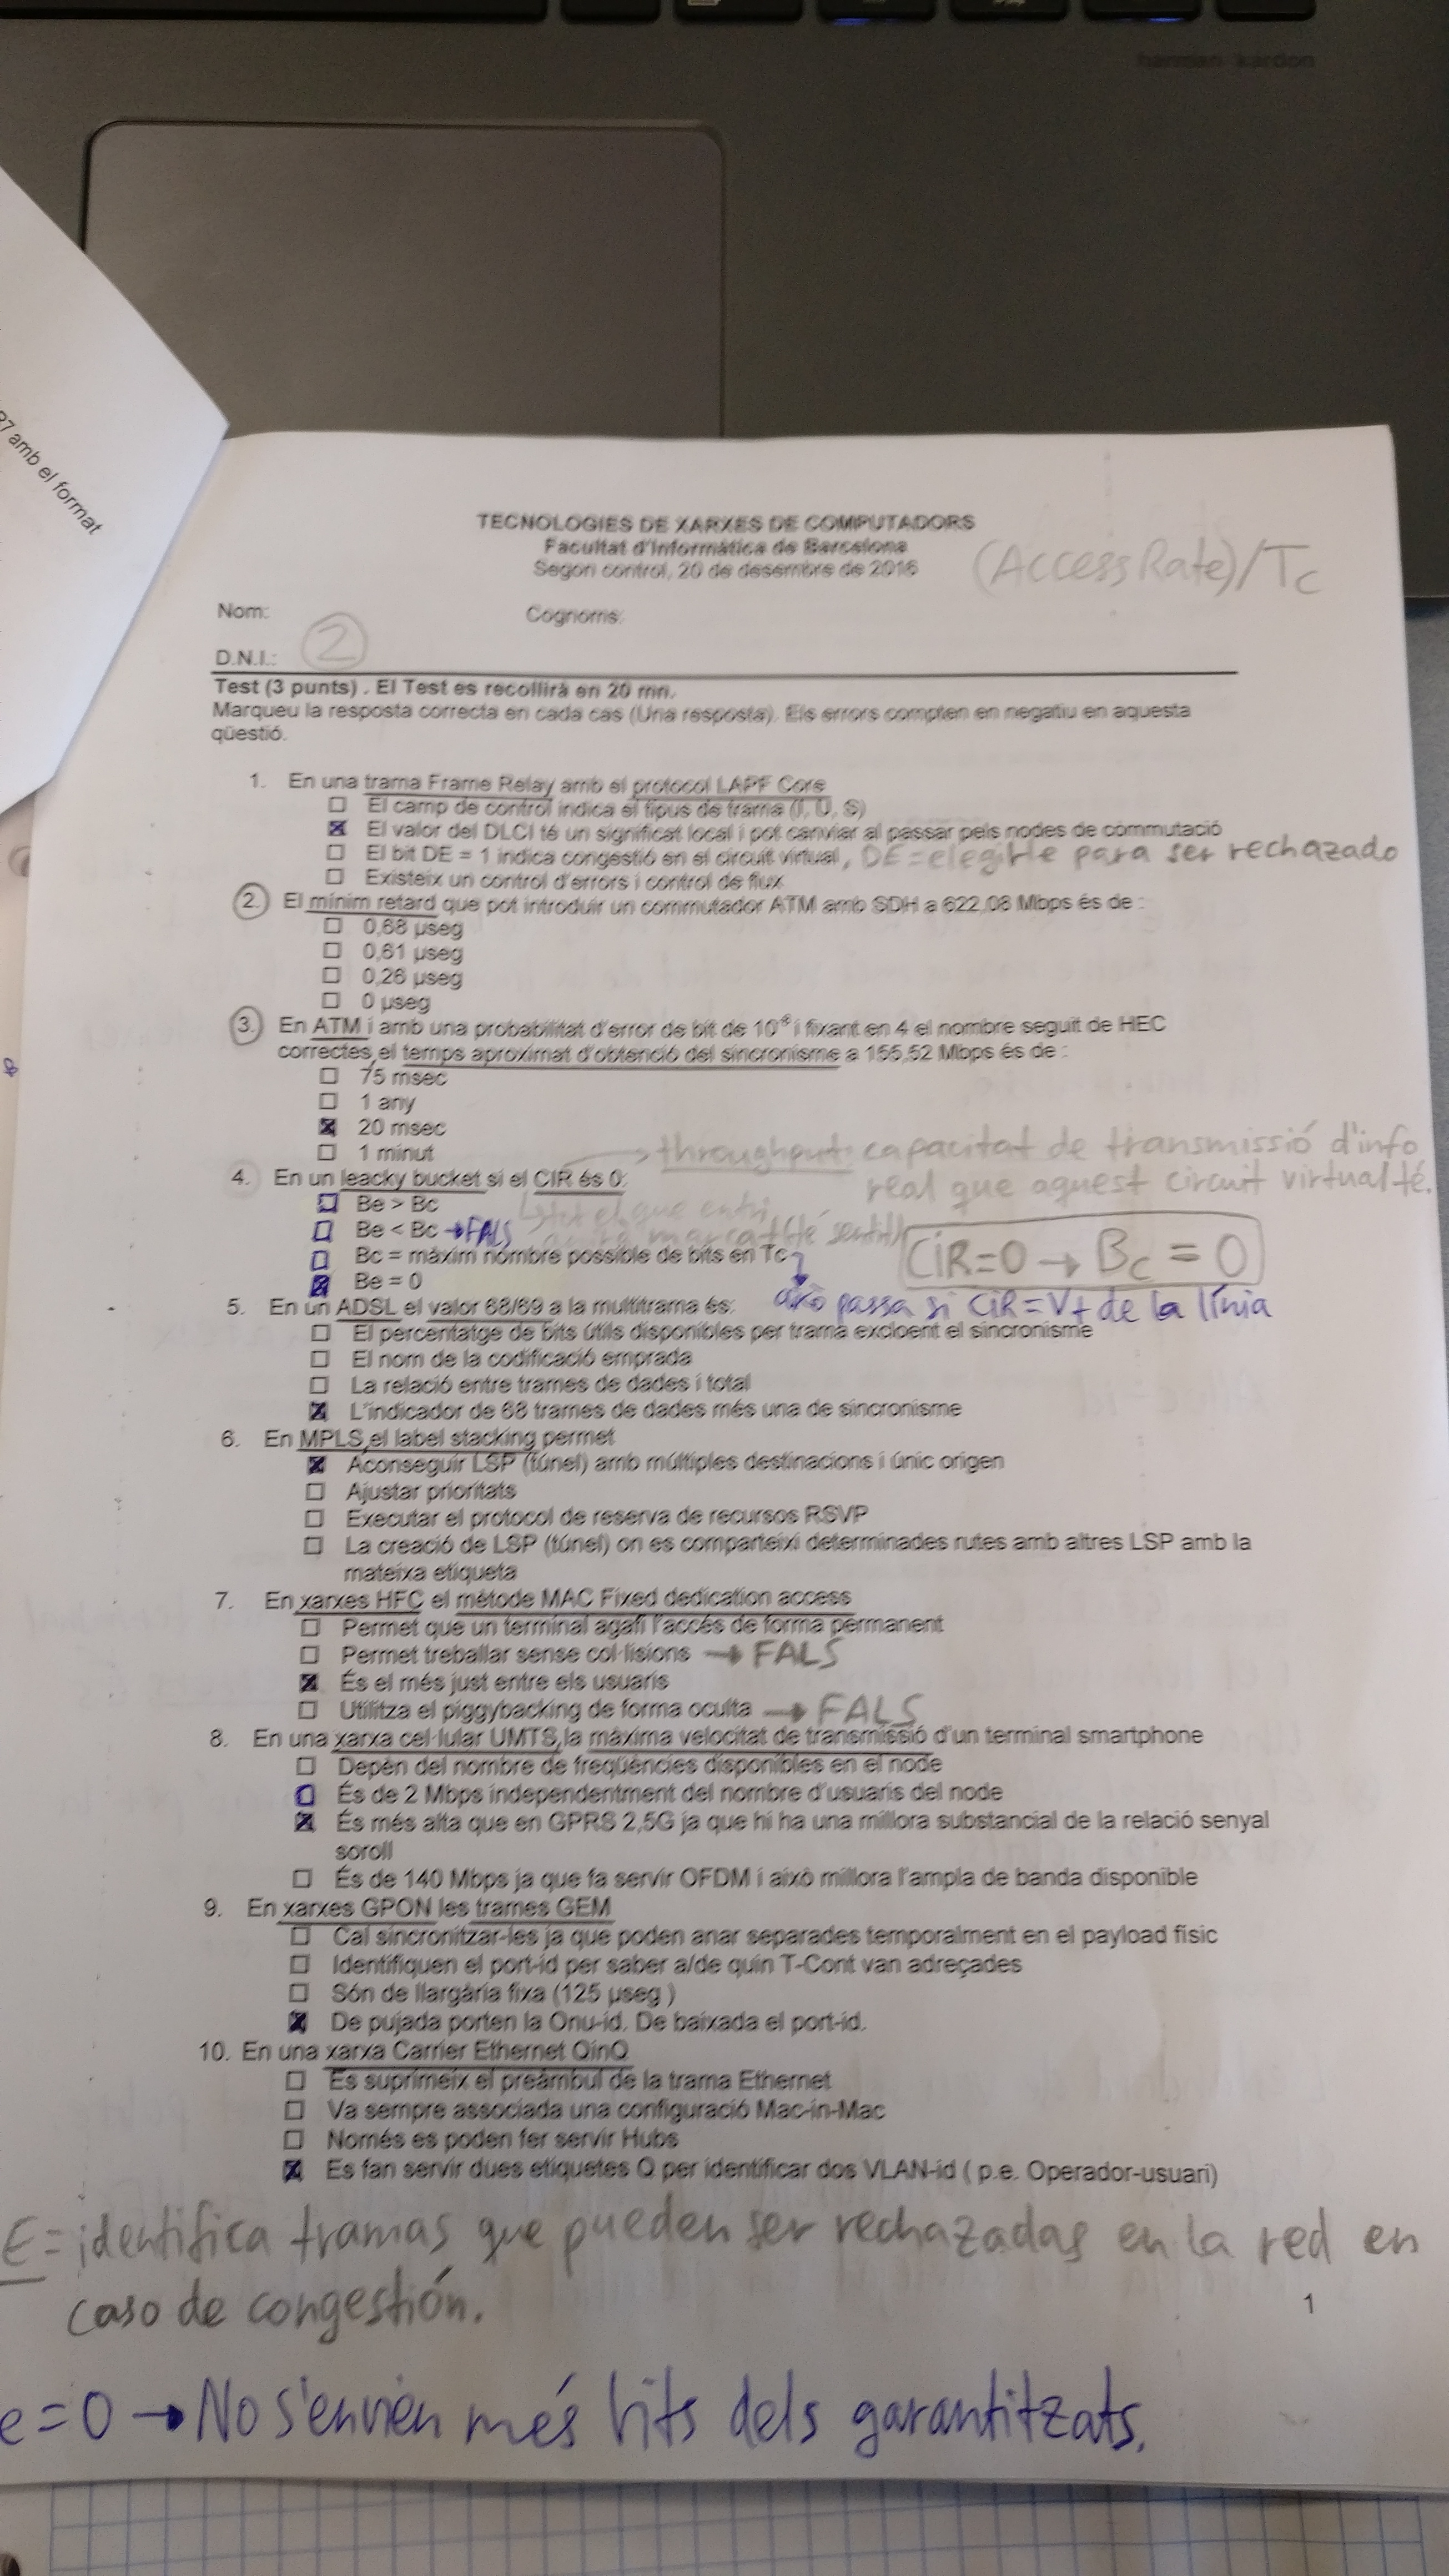 harman kardon
R7 amb el format
TECNOLOGIES DE XARXES DE COMPUTADORS
Facultat d'Informàtica de Barcelona
Segon control, 20 de desembre de 2016
(Access Rate)/Tc
Nom: Cognoms:
D.N.I.: 2
Test (3 punts) . El Test es recollirà en 20 mn.
Marqueu la resposta correcta en cada cas (Una resposta). Els errors compten en negatiu en aquesta
qüestió.
1. En una trama Frame Relay amb el protocol LAPF Core
☐ El camp de control indica el tipus de trama (I, U, S)
☒ El valor del DLCI té un significat local i pot canviar al passar pels nodes de commutació
☐ El bit DE = 1 indica congestió en el circuit virtual, DE = elegible para ser rechazado
☐ Existeix un control d'errors i control de flux
2. El mínim retard que pot introduir un commutador ATM amb SDH a 622,08 Mbps és de :
☐ 0,68 µseg
☐ 0,61 µseg
☐ 0,26 µseg
☐ 0 µseg
3. En ATM i amb una probabilitat d'error de bit de 10 i fixant en 4 el nombre seguit de HEC
correctes, el temps aproximat d'obtenció del sincronisme a 155,52 Mbps és de :
☐ 75 msec
☐ 1 any
☒ 20 msec
☐ 1 minut
→ throughput: capacitat de transmissió d'info
real que aquest circuit virtual té.
4. En un leacky bucket si el CIR és 0:
☐ Be > Bc
↳ tot el que entri
☐ Be < Bc → FALS
marcat (té sentit)
☐ Bc = màxim nombre possible de bits en Tc
CIR=0 → Bc = 0
☒ Be = 0
això passa si CIR = Vt de la línia
5. En un ADSL el valor 68/69 a la multitrama és:
☐ El percentatge de bits útils disponibles per trama excloent el sincronisme
☐ El nom de la codificació emprada
☐ La relació entre trames de dades i total
☒ L'indicador de 68 trames de dades més una de sincronisme
6. En MPLS, el label stacking permet
☒ Aconseguir LSP (túnel) amb múltiples destinacions i únic origen
☐ Ajustar prioritats
☐ Executar el protocol de reserva de recursos RSVP
☐ La creació de LSP (túnel) on es comparteixi determinades rutes amb altres LSP amb la
mateixa etiqueta
7. En xarxes HFC el mètode MAC Fixed dedication access
☐ Permet que un terminal agafi l'accés de forma permanent
☐ Permet treballar sense col·lisions → FALS
☒ És el més just entre els usuaris
☐ Utilitza el piggybacking de forma oculta → FALS
8. En una xarxa cel·lular UMTS, la màxima velocitat de transmissió d'un terminal smartphone
☐ Depèn del nombre de freqüències disponibles en el node
☐ És de 2 Mbps independentment del nombre d'usuaris del node
☒ És més alta que en GPRS 2,5G ja que hi ha una millora substancial de la relació senyal
soroll
☐ És de 140 Mbps ja que fa servir OFDM i això millora l'ampla de banda disponible
9. En xarxes GPON les trames GEM
☐ Cal sincronitzar-les ja que poden anar separades temporalment en el payload físic
☐ Identifiquen el port-id per saber a/de quin T-Cont van adreçades
☐ Són de llargària fixa (125 µseg )
☒ De pujada porten la Onu-id. De baixada el port-id.
10. En una xarxa Carrier Ethernet QinQ
☐ Es suprimeix el preàmbul de la trama Ethernet
☐ Va sempre associada una configuració Mac-in-Mac
☐ Només es poden fer servir Hubs
☒ Es fan servir dues etiquetes Q per identificar dos VLAN-id ( p.e. Operador-usuari)
E = identifica tramas que pueden ser rechazadas en la red en
caso de congestión.
1
e = 0 → No s'envien més bits dels garantitzats.